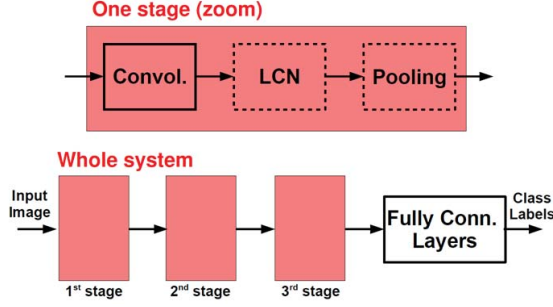 One stage (zoom)
Convol.
LCN
Pooling
Whole system
Input
Image
1st stage
2nd stage
3rd stage
Fully Conn.
Layers
Class
Labels